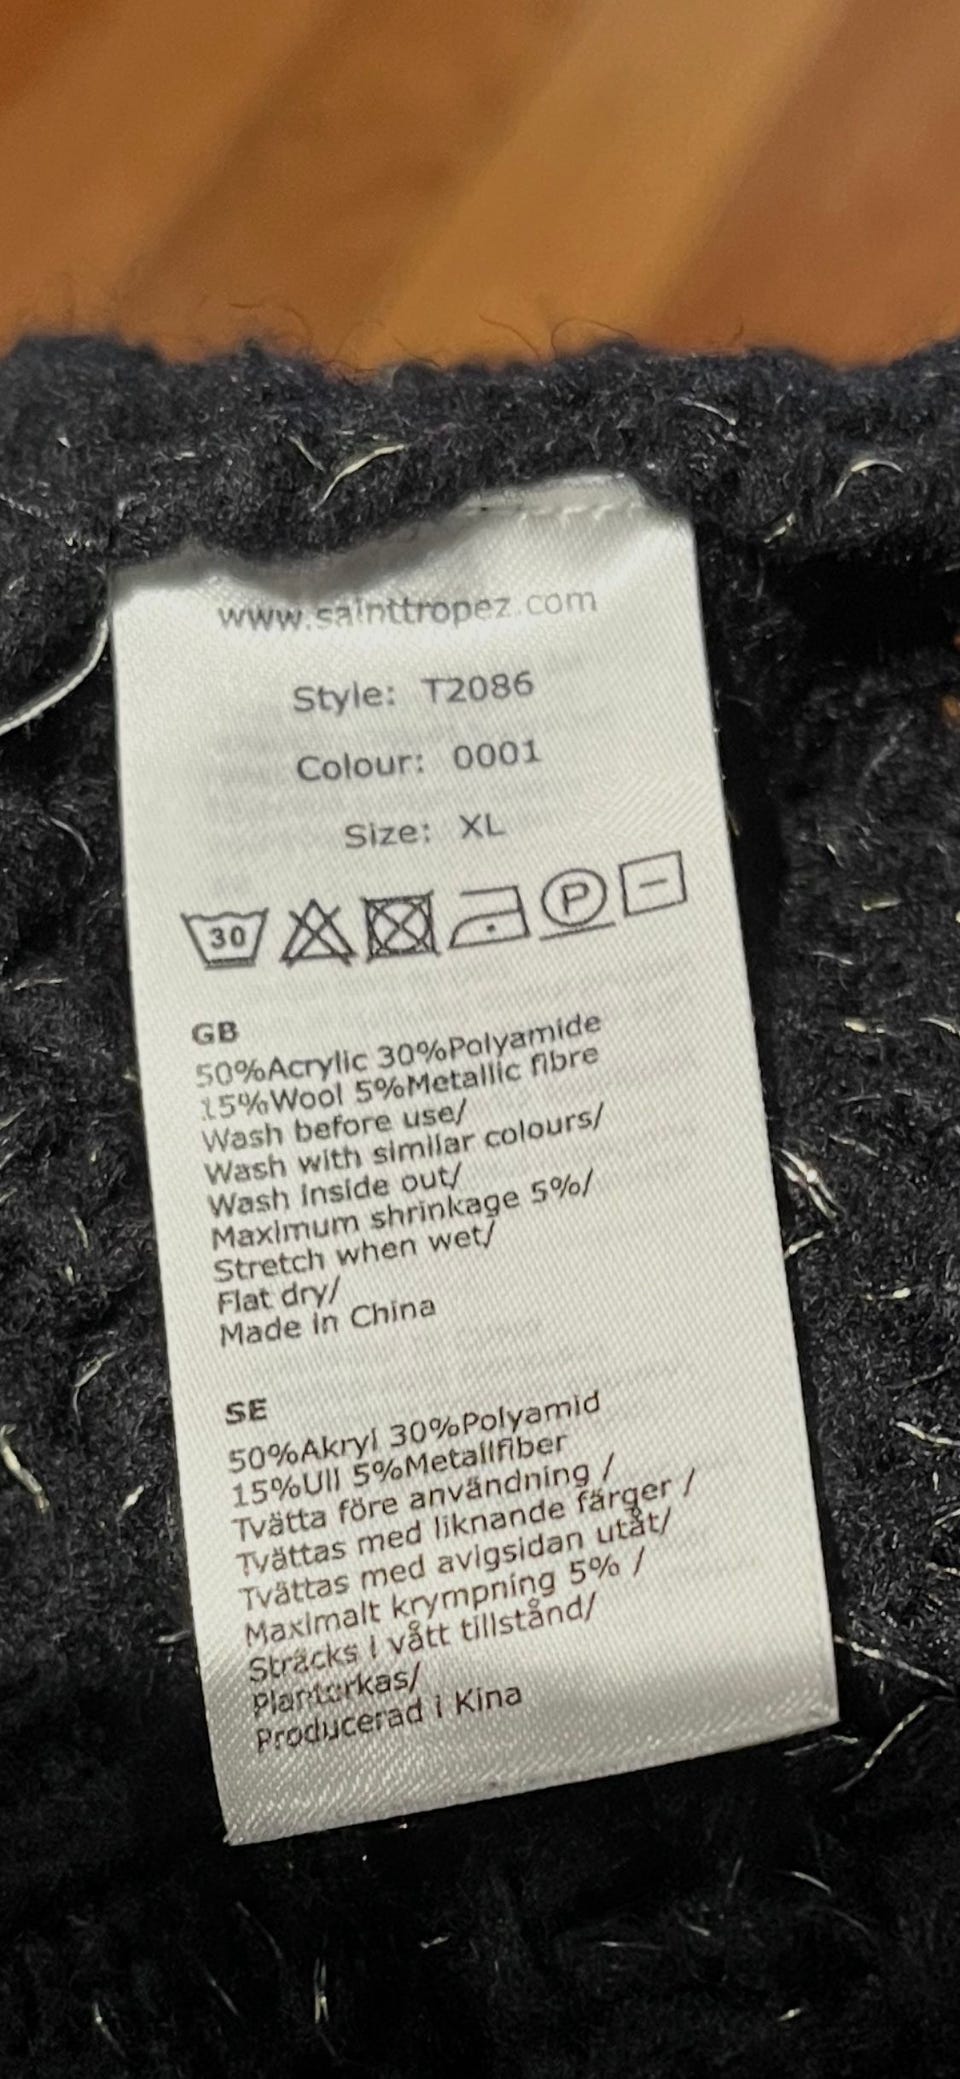 www.sainttropez.com
Style: T2086
Colour: 0001
Size: XL
30 P
GB
50%Acrylic 30%Polyamide
15%Wool 5%Metallic fibre
Wash before use/
Wash with similar colours/
Wash inside out/
Maximum shrinkage 5%/
Stretch when wet/
Flat dry/
Made in China
SE
50%Akryl 30%Polyamid
15%Ull 5%Metallfiber
Tvätta före användning /
Tvättas med liknande färger /
Tvättas med avigsidan utåt/
Maximalt krympning 5% /
Sträcks i vått tillstånd/
Plantorkas/
Producerad i Kina